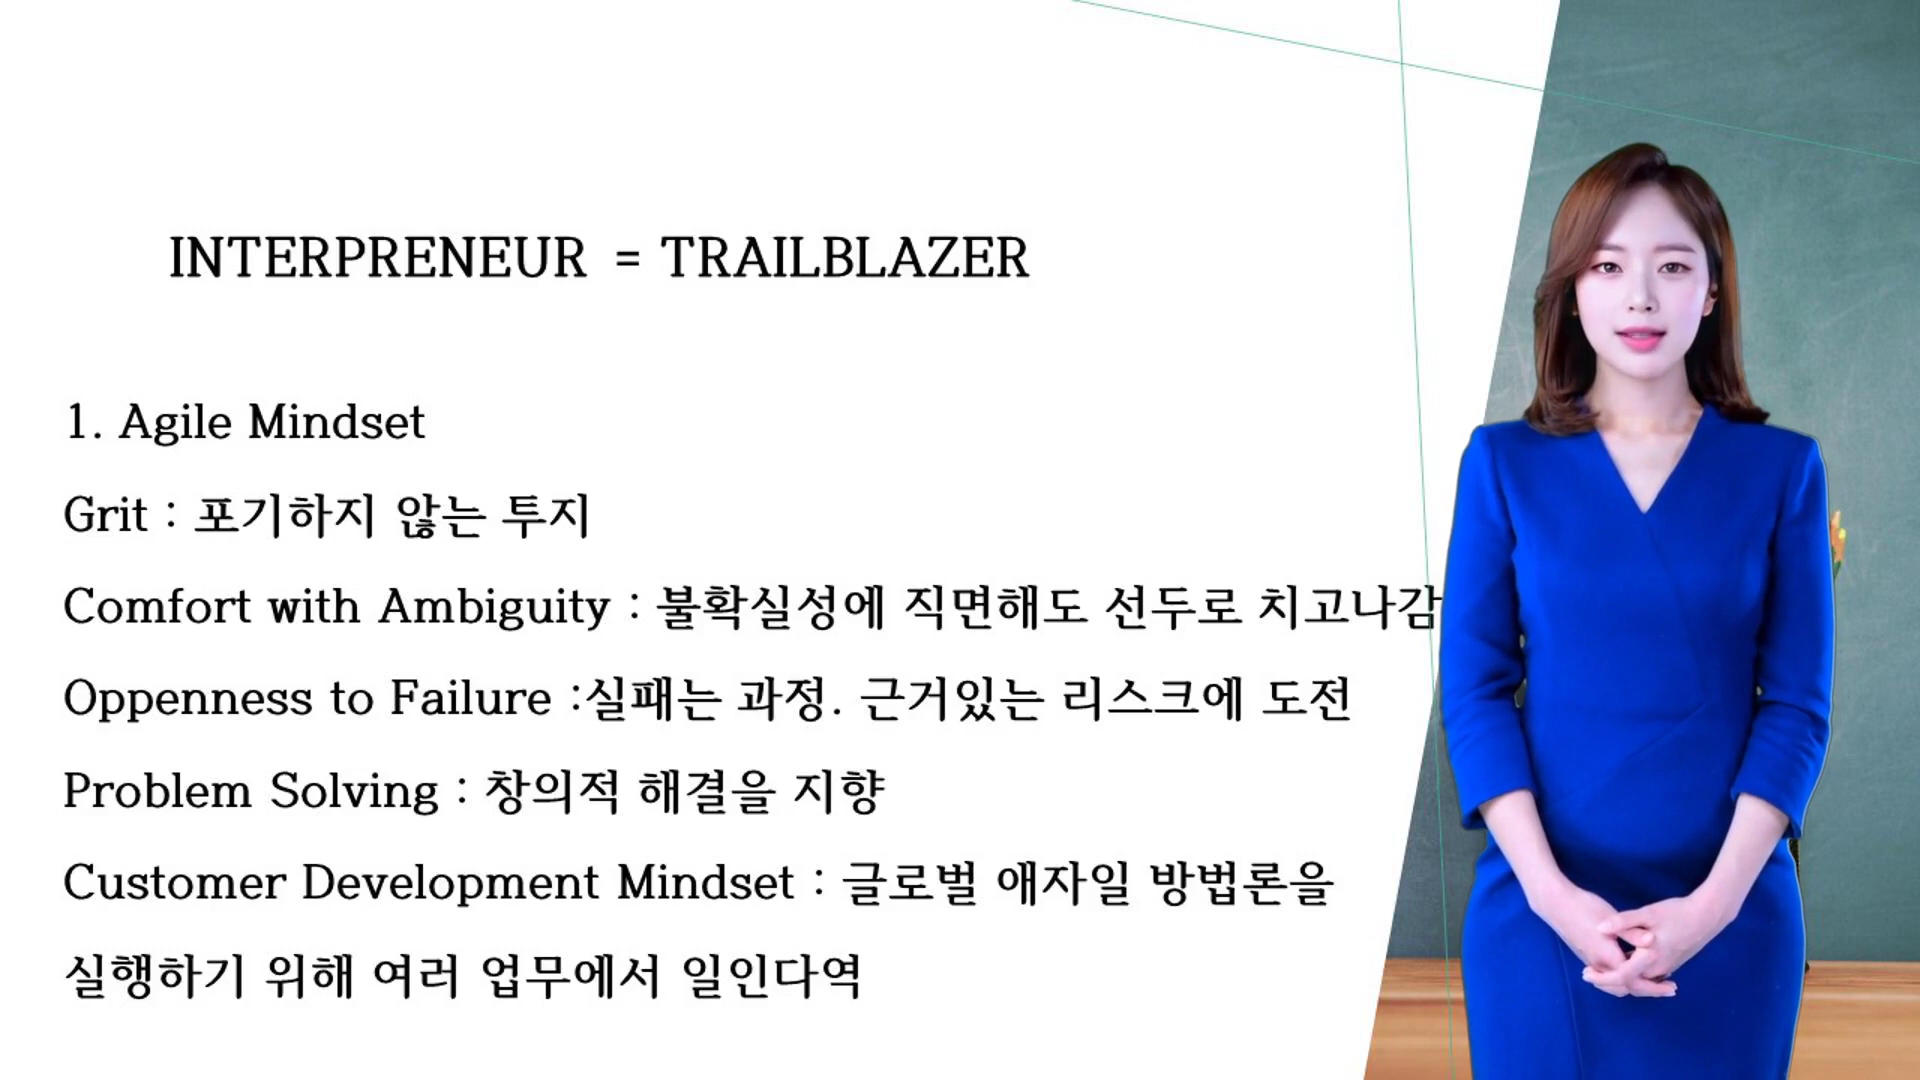 INTERPRENEUR = TRAILBLAZER
1. Agile Mindset
Grit : 포기하지 않는 투지
Comfort with Ambiguity : 불확실성에 직면해도 선두로 치고나감
Oppenness to Failure :실패는 과정. 근거있는 리스크에 도전
Problem Solving : 창의적 해결을 지향
Customer Development Mindset : 글로벌 애자일 방법론을
실행하기 위해 여러 업무에서 일인다역